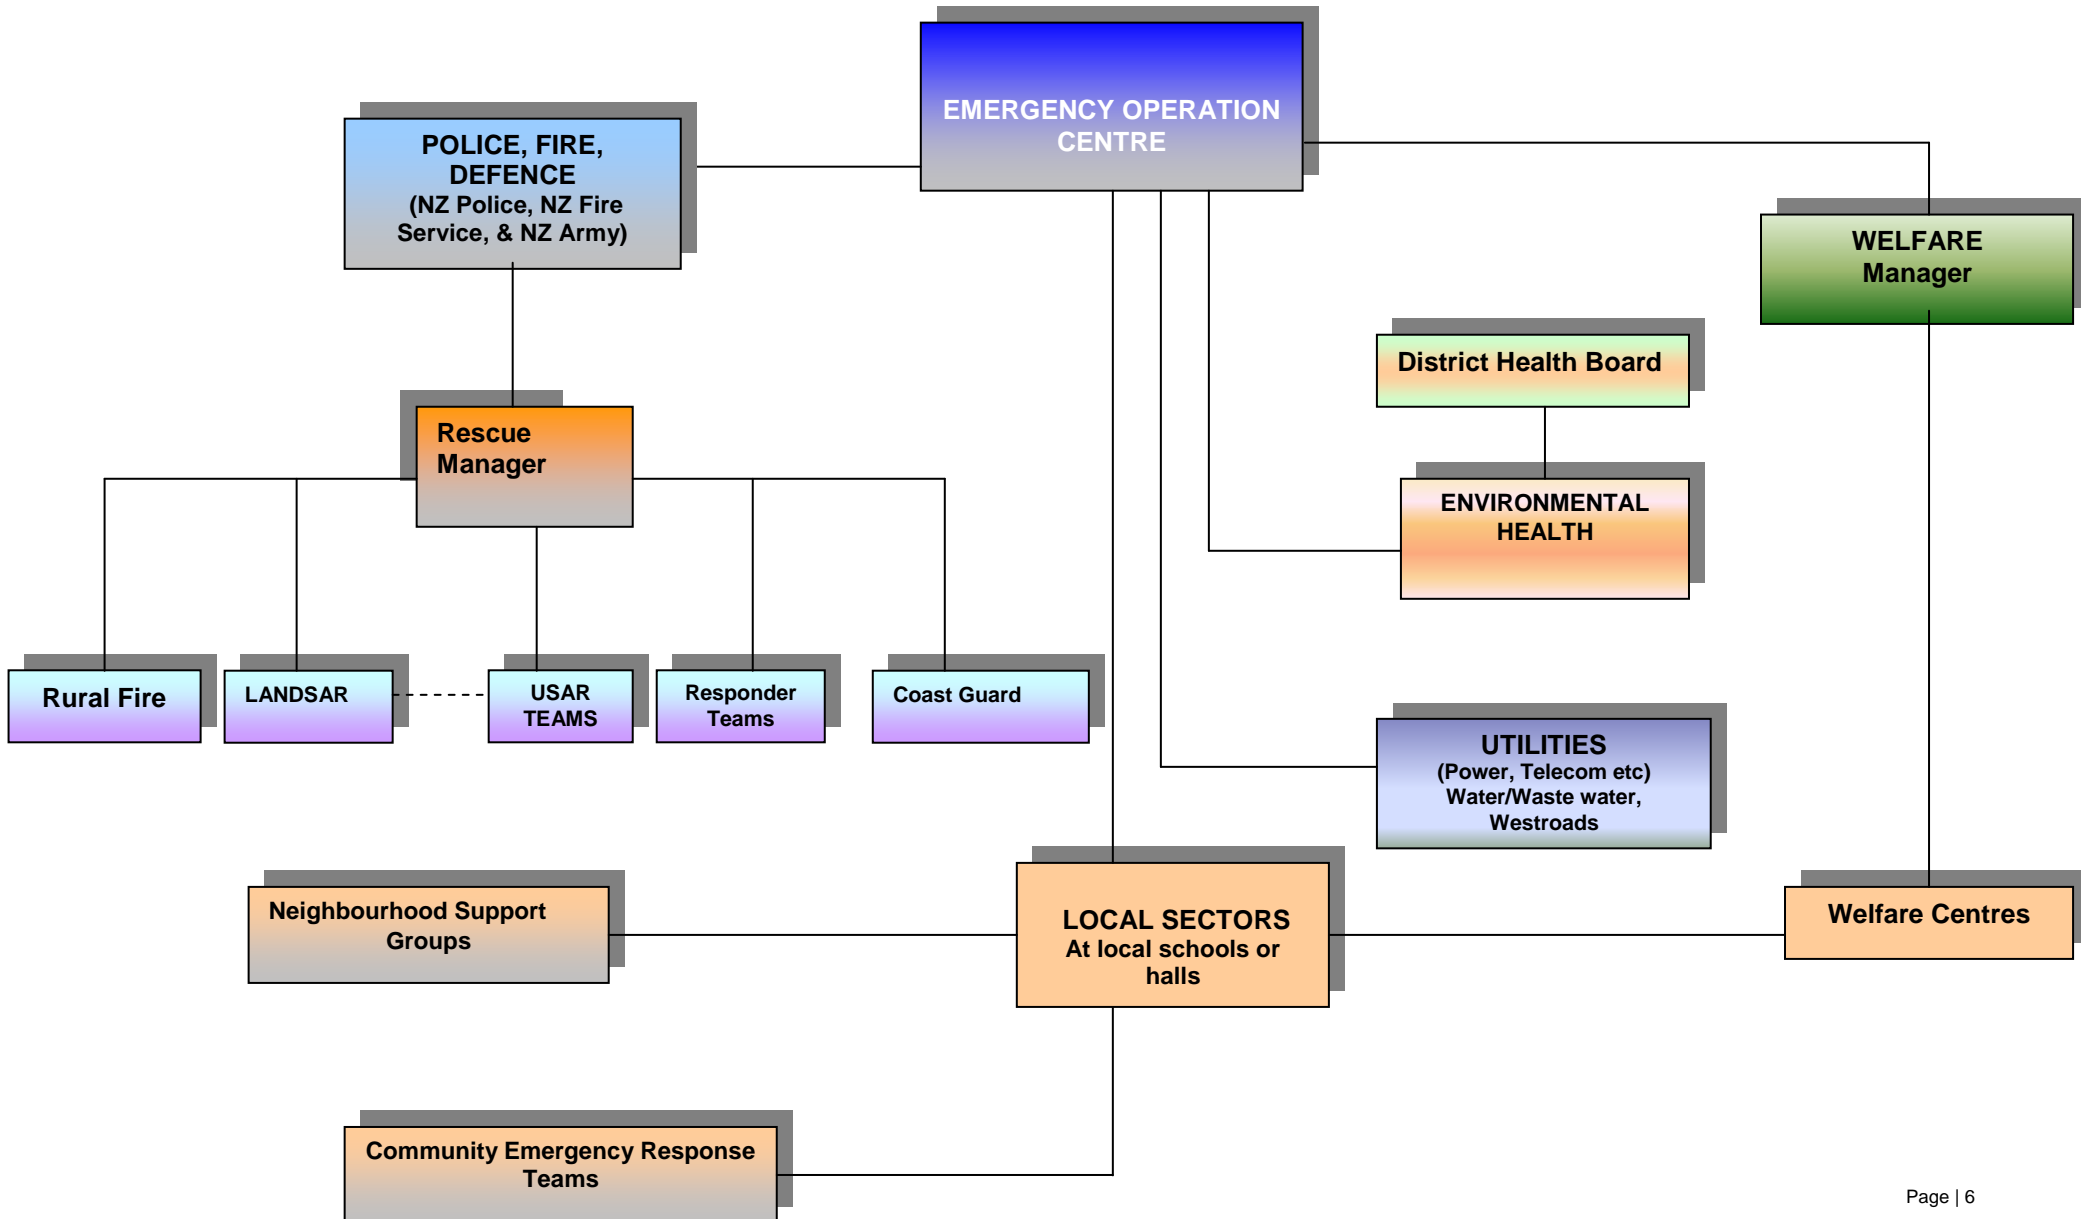 EMERGENCY OPERATION
CENTRE
POLICE, FIRE,
DEFENCE
(NZ Police, NZ Fire
Service, & NZ Army)
WELFARE
Manager
District Health Board
Rescue
Manager
ENVIRONMENTAL
HEALTH
Rural Fire
LANDSAR
USAR
TEAMS
Responder
Teams
Coast Guard
UTILITIES
(Power, Telecom etc)
Water/Waste water,
Westroads
Neighbourhood Support
Groups
LOCAL SECTORS
At local schools or
halls
Welfare Centres
Community Emergency Response
Teams
Page | 6